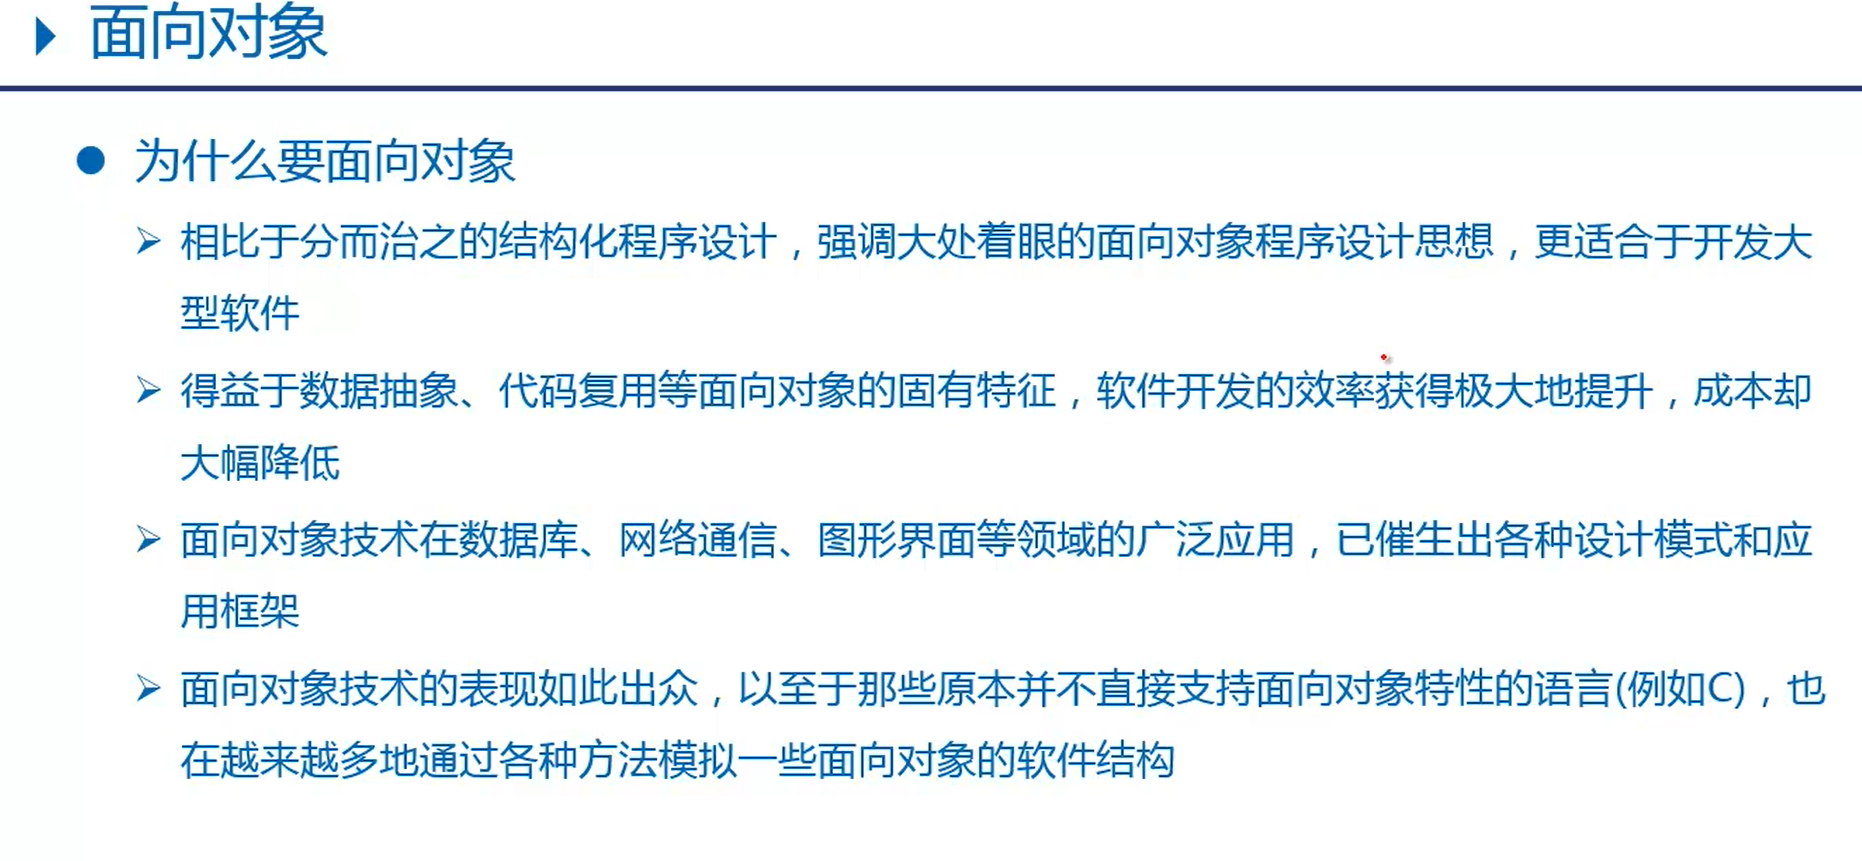 面向对象
为什么要面向对象
相比于分而治之的结构化程序设计，强调大处着眼的面向对象程序设计思想，更适合于开发大
型软件
得益于数据抽象、代码复用等面向对象的固有特征，软件开发的效率获得极大地提升，成本却
大幅降低
面向对象技术在数据库、网络通信、图形界面等领域的广泛应用，已催生出各种设计模式和应
用框架
面向对象技术的表现如此出众，以至于那些原本并不直接支持面向对象特性的语言(例如C)，也
在越来越多地通过各种方法模拟一些面向对象的软件结构